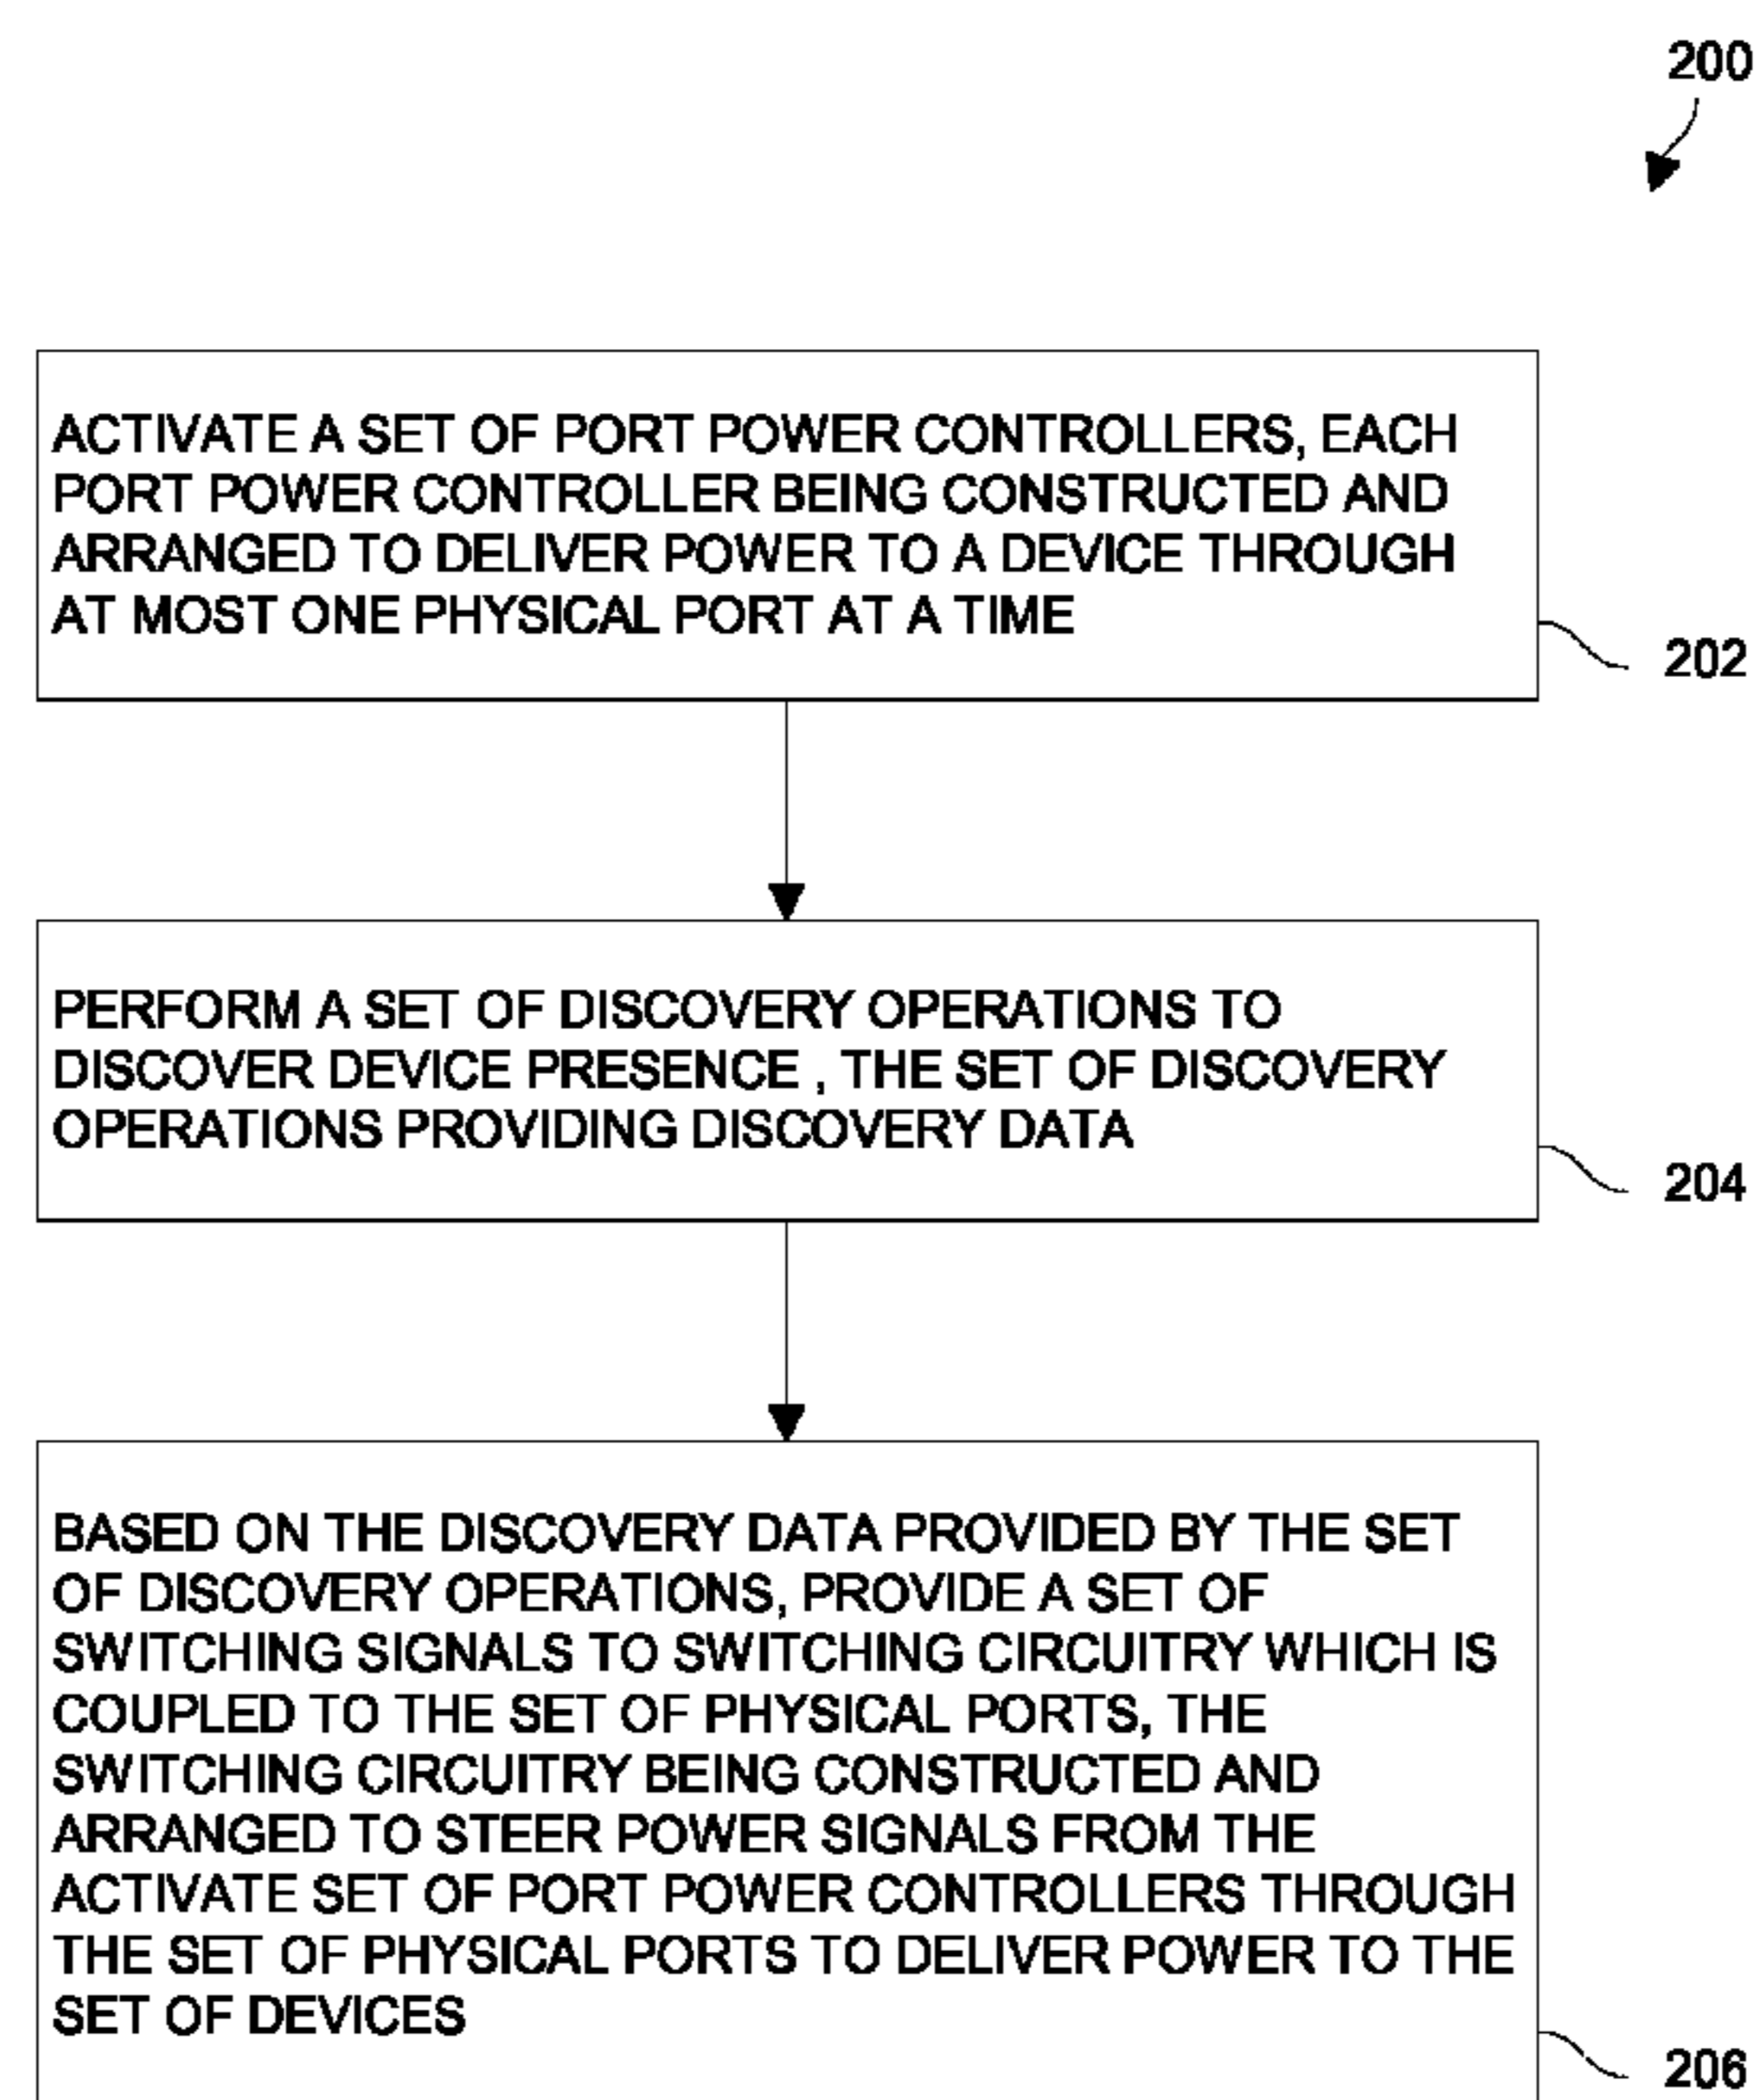 200
ACTIVATE A SET OF PORT POWER CONTROLLERS, EACH
PORT POWER CONTROLLER BEING CONSTRUCTED AND
ARRANGED TO DELIVER POWER TO A DEVICE THROUGH
AT MOST ONE PHYSICAL PORT AT A TIME
202
PERFORM A SET OF DISCOVERY OPERATIONS TO
DISCOVER DEVICE PRESENCE , THE SET OF DISCOVERY
OPERATIONS PROVIDING DISCOVERY DATA
204
BASED ON THE DISCOVERY DATA PROVIDED BY THE SET
OF DISCOVERY OPERATIONS, PROVIDE A SET OF
SWITCHING SIGNALS TO SWITCHING CIRCUITRY WHICH IS
COUPLED TO THE SET OF PHYSICAL PORTS, THE
SWITCHING CIRCUITRY BEING CONSTRUCTED AND
ARRANGED TO STEER POWER SIGNALS FROM THE
ACTIVATE SET OF PORT POWER CONTROLLERS THROUGH
THE SET OF PHYSICAL PORTS TO DELIVER POWER TO THE
SET OF DEVICES
206